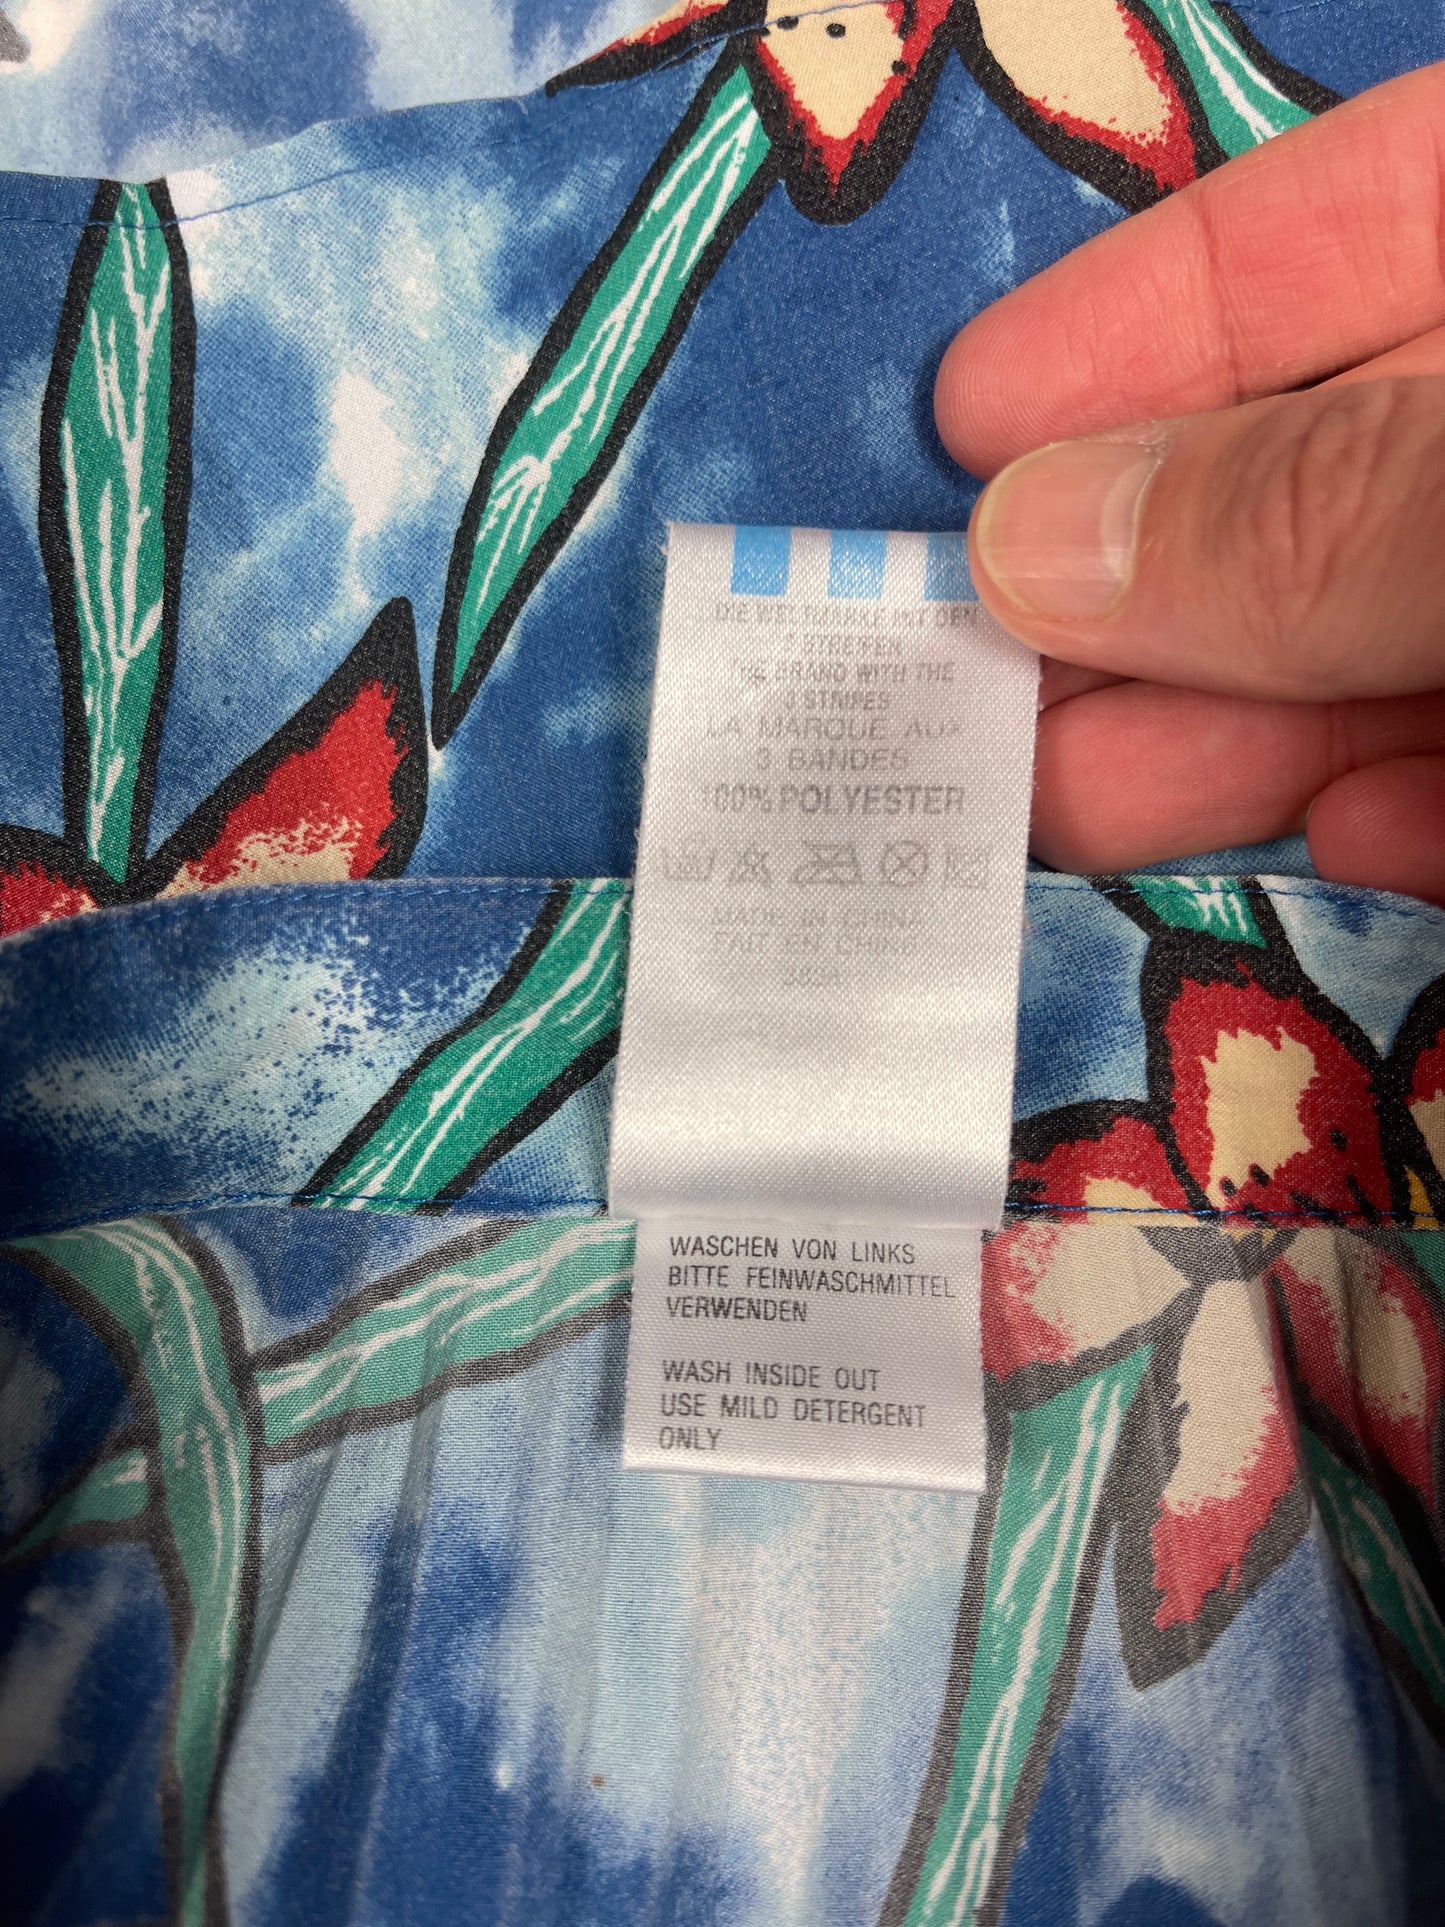 DIE WELTMARKE MIT DEN
3 STREIFEN
THE BRAND WITH THE
3 STRIPES
LA MARQUE AUX
3 BANDES
100% POLYESTER
MADE IN CHINA
FAIT EN CHINE
WASCHEN VON LINKS
BITTE FEINWASCHMITTEL
VERWENDEN
WASH INSIDE OUT
USE MILD DETERGENT
ONLY